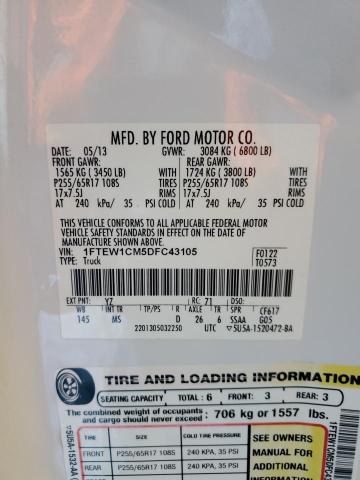 MFD. BY FORD MOTOR CO.
DATE: 05/13 GVWR: 3084 KG ( 6800 LB)
FRONT GAWR: REAR GAWR:
1565 KG ( 3450 LB) WITH 1724 KG ( 3800 LB) WITH
P255/65R17 108S TIRES P255/65R17 108S TIRES
17x7.5J RIMS 17x7.5J RIMS
AT 240 kPa/ 35 PSI COLD AT 240 kPa/ 35 PSI COLD
THIS VEHICLE CONFORMS TO ALL APPLICABLE FEDERAL MOTOR
VEHICLE SAFETY STANDARDS IN EFFECT ON THE DATE OF
MANUFACTURE SHOWN ABOVE.
VIN: 1FTEW1CM5DFC43105
TYPE: Truck
F0122
T0573
EXT PNT: YZ RC: 71 DSO:
WB INT TR TP/PS R AXLE TR SPR CF617
145 MS D 26 6 SSAA G05
2201305032250 UTC 5U5A-1520472-BA
TIRE AND LOADING INFORMATION
SEATING CAPACITY TOTAL : 6 FRONT : 3 REAR : 3
The combined weight of occupants and cargo should never exceed : 706 kg or 1557 lbs.
TIRE SIZE COLD TIRE PRESSURE
FRONT P255/65R17 108S 240 KPA, 35 PSI
REAR P255/65R17 108S 240 KPA, 35 PSI
SEE OWNERS
MANUAL FOR
ADDITIONAL
INFORMATION
5U5A-1532-AA
1FTEW1CM5DFC43105